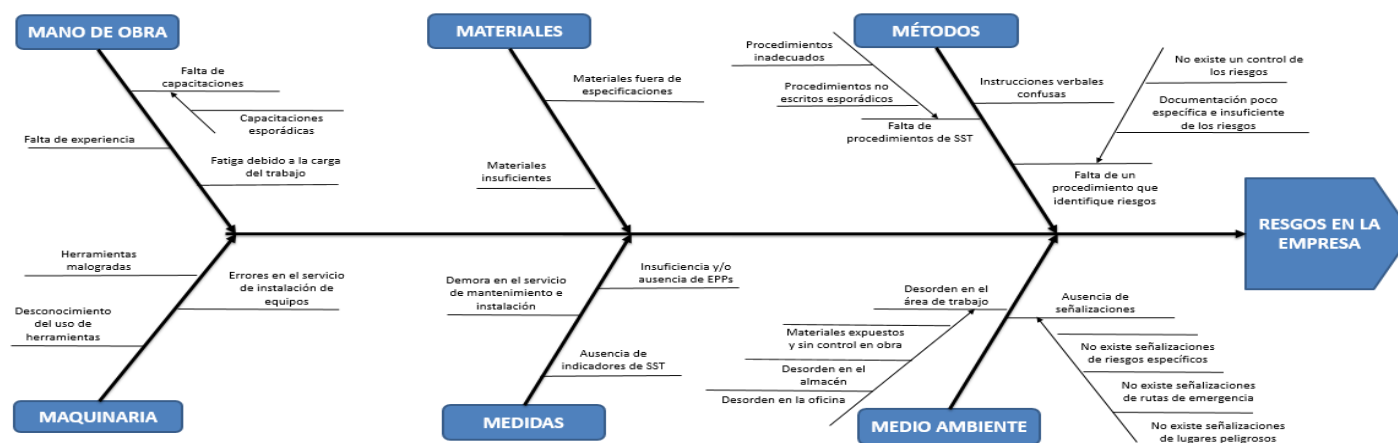 MANO DE OBRA
Falta de
capacitaciones
Capacitaciones
esporádicas
Falta de experiencia
Fatiga debido a la carga
del trabajo
MATERIALES
Materiales fuera de
especificaciones
Materiales
insuficientes
MÉTODOS
Procedimientos
inadecuados
Procedimientos no
escritos esporádicos
Falta de
procedimientos de SST
Instrucciones verbales
confusas
No existe un control de
los riesgos
Documentación poco
específica e insuficiente
de los riesgos
Falta de un
procedimiento que
identifique riesgos
RESGOS EN LA
EMPRESA
Herramientas
malogradas
Errores en el servicio
de instalación de
equipos
Desconocimiento
del uso de
herramientas
MAQUINARIA
Insuficiencia y/o
ausencia de EPPs
Demora en el servicio
de mantenimiento e
instalación
Ausencia de
indicadores de SST
MEDIDAS
Desorden en el
área de trabajo
Materiales expuestos
y sin control en obra
Desorden en el
almacén
Desorden en la oficina
Ausencia de
señalizaciones
No existe señalizaciones
de riesgos específicos
No existe señalizaciones
de rutas de emergencia
No existe señalizaciones
de lugares peligrosos
MEDIO AMBIENTE